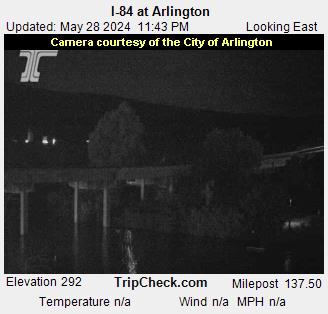 I-84 at Arlington
Updated: May 28 2024 11:43 PM Looking East
Camera courtesy of the City of Arlington
Elevation 292 TripCheck.com Milepost 137.50
Temperature n/a Wind n/a MPH n/a